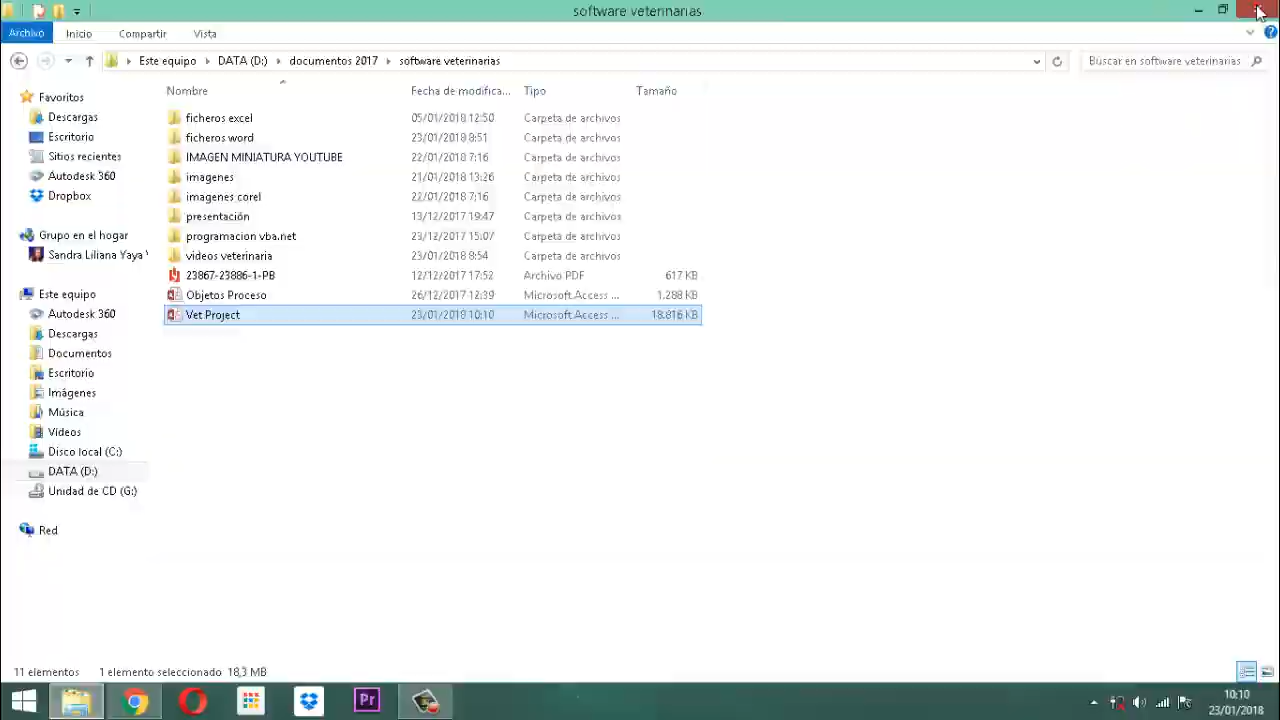 software veterinarias
Archivo Inicio Compartir Vista
Este equipo DATA (D:) documentos 2017 software veterinarias Buscar en software veterinarias
Nombre Fecha de modifica... Tipo Tamaño
Favoritos
Descargas
Escritorio
Sitios recientes
Autodesk 360
Dropbox
Grupo en el hogar
Sandra Liliana Yaya
Este equipo
Autodesk 360
Descargas
Documentos
Escritorio
Imágenes
Música
Vídeos
Disco local (C:)
DATA (D:)
Unidad de CD (G:)
Red
ficheros excel 05/01/2018 12:50 Carpeta de archivos
ficheros word 23/01/2018 8:51 Carpeta de archivos
IMAGEN MINIATURA YOUTUBE 22/01/2018 7:16 Carpeta de archivos
imagenes 21/01/2018 13:26 Carpeta de archivos
imagenes corel 22/01/2018 7:16 Carpeta de archivos
presentación 13/12/2017 19:47 Carpeta de archivos
programacion vba.net 23/12/2017 15:07 Carpeta de archivos
videos veterinaria 23/01/2018 8:54 Carpeta de archivos
23867-23886-1-PB 12/12/2017 17:52 Archivo PDF 617 KB
Objetos Proceso 26/12/2017 12:39 Microsoft Access ... 1.288 KB
Vet Project 23/01/2018 10:10 Microsoft Access ... 18.816 KB
11 elementos 1 elemento seleccionado 18,3 MB
Pr
10:10
23/01/2018